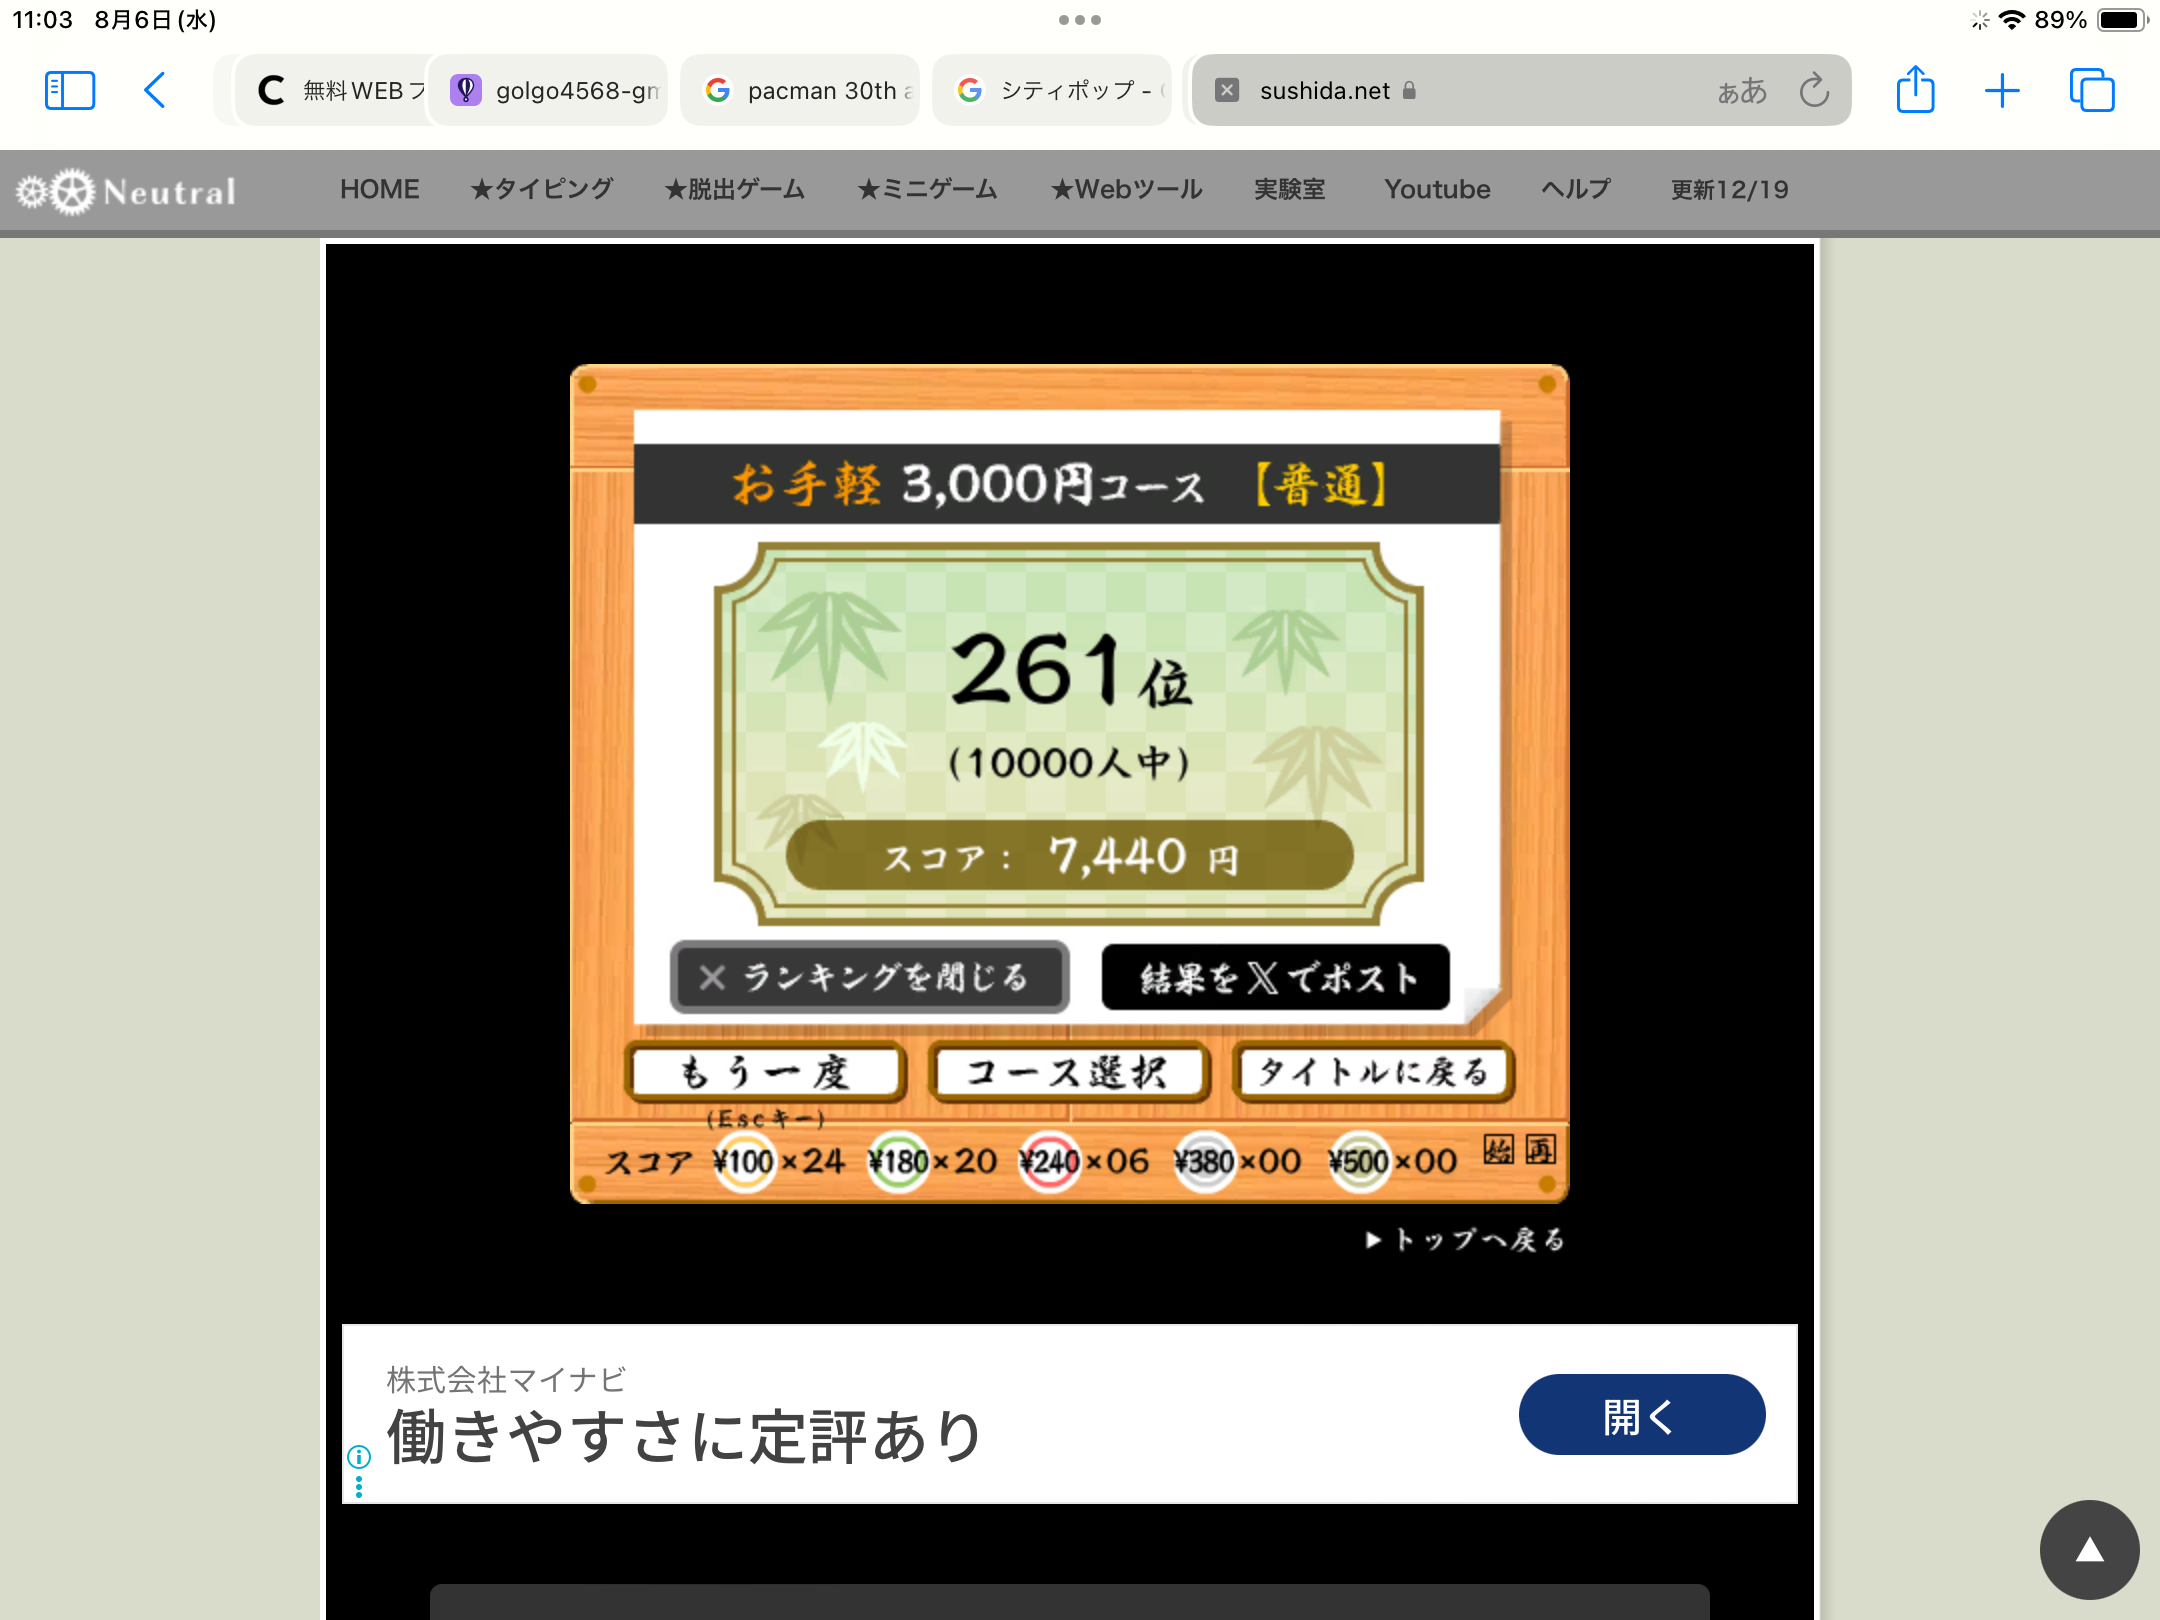 11:03 8月6日(水)
89%
無料WEBフ
golgo4568-gm
pacman 30th a
シティポップ - G
sushida.net
ぁあ
Neutral
HOME ★タイピング ★脱出ゲーム ★ミニゲーム ★Webツール 実験室 Youtube ヘルプ 更新12/19
お手軽 3,000円コース 【普通】
261位
(10000人中)
スコア： 7,440 円
× ランキングを閉じる
結果を𝕏でポスト
もう一度
コース選択
タイトルに戻る
(Escキー)
スコア ¥100×24 ¥180×20 ¥240×06 ¥380×00 ¥500×00 始 再
▶トップへ戻る
株式会社マイナビ
働きやすさに定評あり
開く